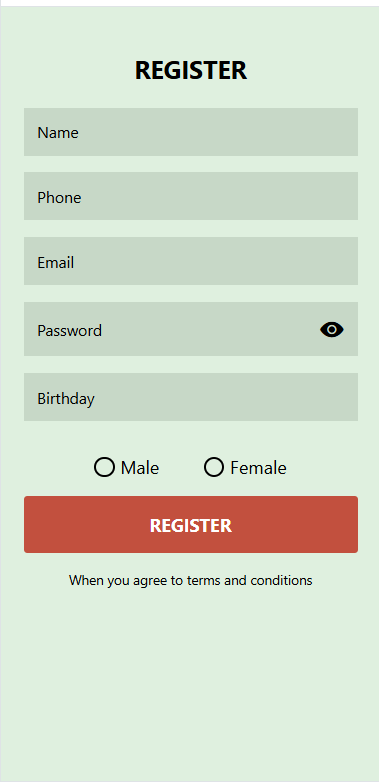 REGISTER
Name
Phone
Email
Password
Birthday
Male Female
REGISTER
When you agree to terms and conditions